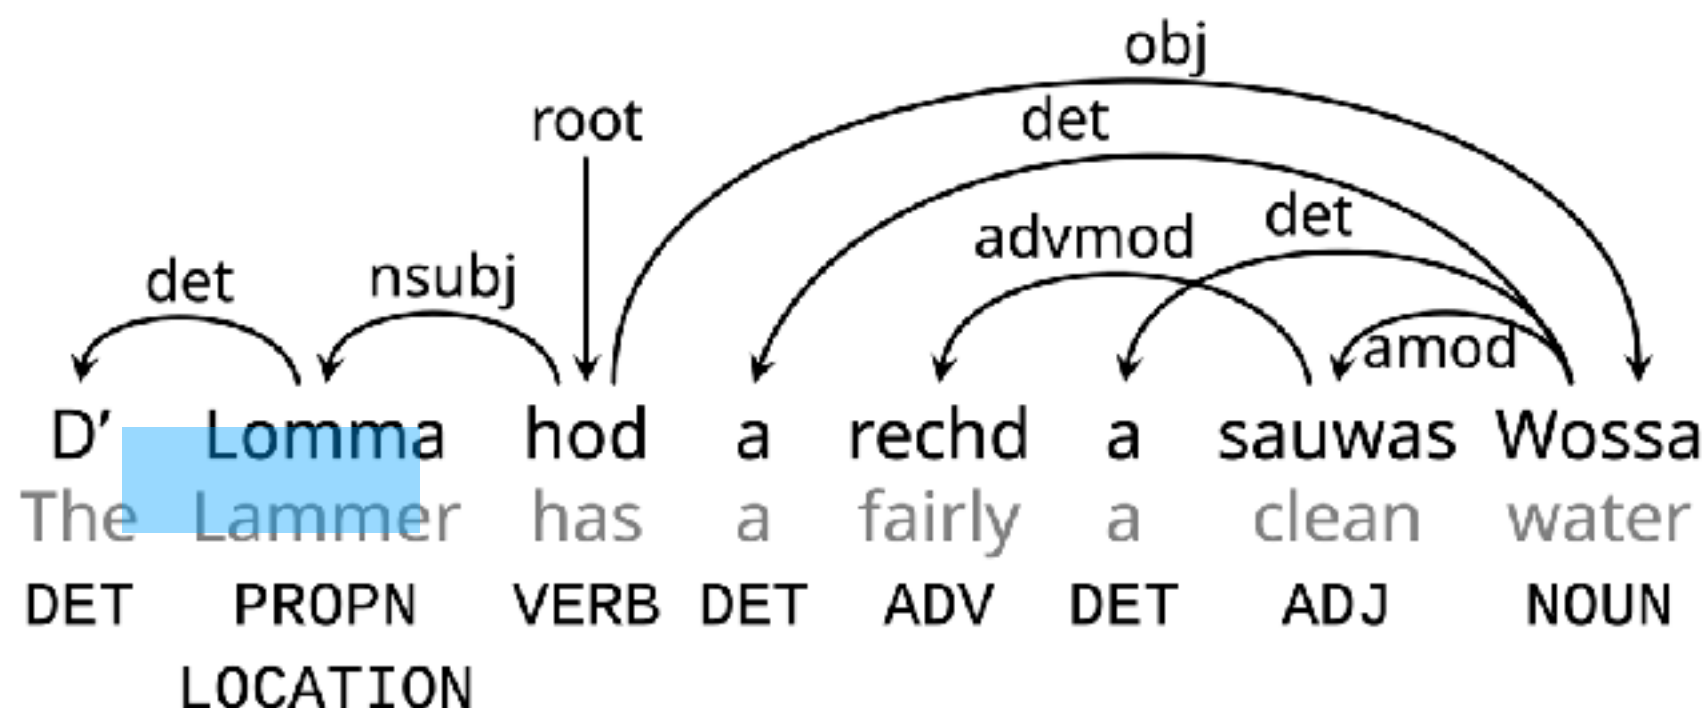 obj
root det
advmod det
det nsubj amod
D’ Lomma hod a rechd a sauwas Wossa
The Lammer has a fairly a clean water
DET PROPN VERB DET ADV DET ADJ NOUN
LOCATION